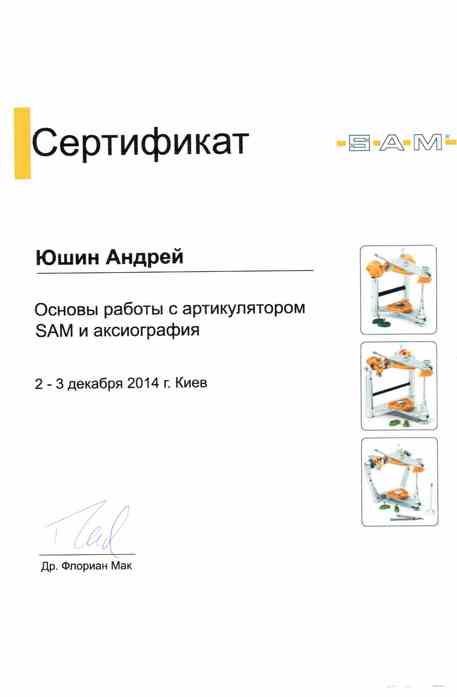 Сертификат
S-A-M®
Юшин Андрей
Основы работы с артикулятором
SAM и аксиография
2 - 3 декабря 2014 г. Киев
Др. Флориан Мак